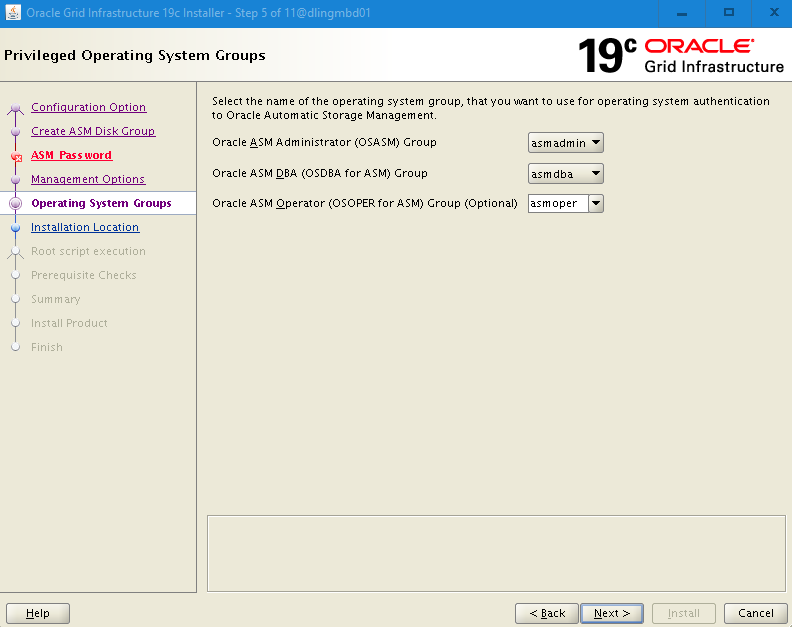 Oracle Grid Infrastructure 19c Installer - Step 5 of 11@dlingmbd01
Privileged Operating System Groups
19c ORACLE
Grid Infrastructure
Configuration Option
Create ASM Disk Group
ASM Password
Management Options
Operating System Groups
Installation Location
Root script execution
Prerequisite Checks
Summary
Install Product
Finish
Select the name of the operating system group, that you want to use for operating system authentication
to Oracle Automatic Storage Management.
Oracle ASM Administrator (OSASM) Group asmadmin
Oracle ASM DBA (OSDBA for ASM) Group asmdba
Oracle ASM Operator (OSOPER for ASM) Group (Optional) asmoper
Help < Back Next > Install Cancel